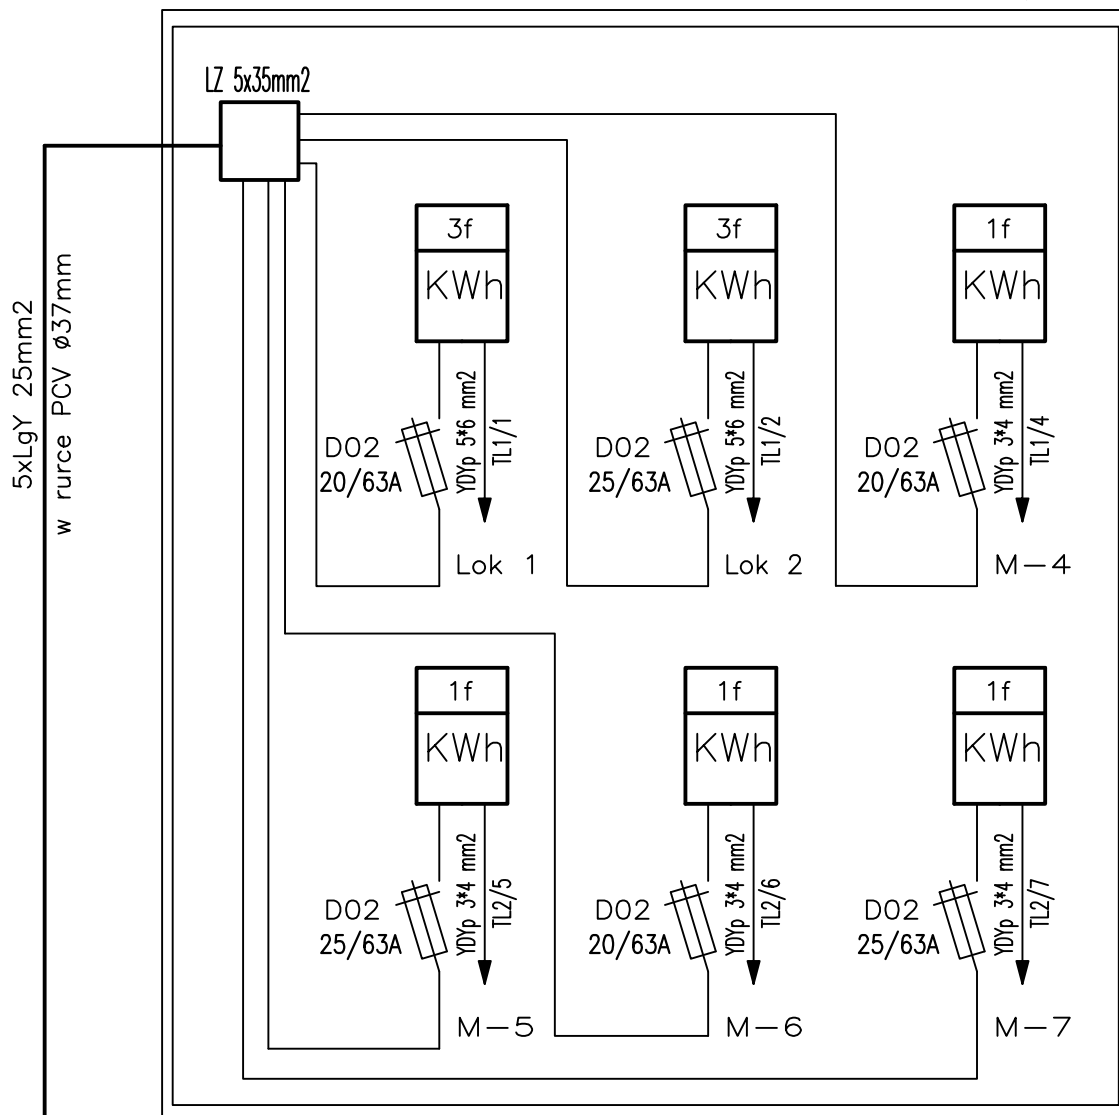 LZ 5x35mm2
5xLgY 25mm2
w rurce PCV ø37mm
3f
KWh
D02
20/63A
YDYp 5*6 mm2
TL1/1
Lok 1
3f
KWh
D02
25/63A
YDYp 5*6 mm2
TL1/2
Lok 2
1f
KWh
D02
20/63A
YDYp 3*4 mm2
TL1/4
M-4
1f
KWh
D02
25/63A
YDYp 3*4 mm2
TL2/5
M-5
1f
KWh
D02
20/63A
YDYp 3*4 mm2
TL2/6
M-6
1f
KWh
D02
25/63A
YDYp 3*4 mm2
TL2/7
M-7